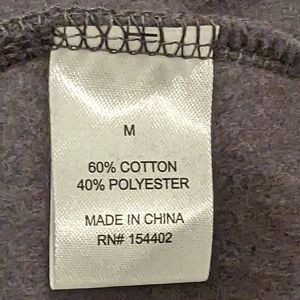 M
60% COTTON
40% POLYESTER
MADE IN CHINA
RN# 154402